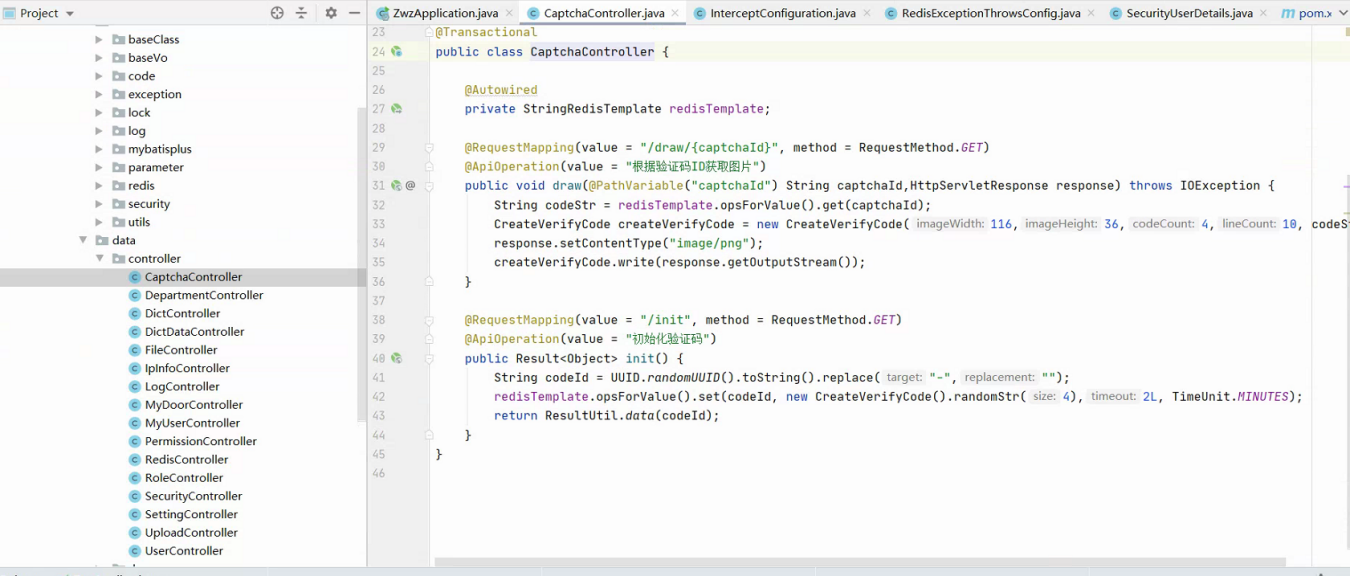 Project
ZwzApplication.java
CaptchaController.java
InterceptConfiguration.java
RedisExceptionThrowsConfig.java
SecurityUserDetails.java
pom.x
baseClass
baseVo
code
exception
lock
log
mybatisplus
parameter
redis
security
utils
data
controller
CaptchaController
DepartmentController
DictController
DictDataController
FileController
IpInfoController
LogController
MyDoorController
MyUserController
PermissionController
RedisController
RoleController
SecurityController
SettingController
UploadController
UserController
23 @Transactional
24 public class CaptchaController {
25
26 @Autowired
27 private StringRedisTemplate redisTemplate;
28
29 @RequestMapping(value = "/draw/{captchaId}", method = RequestMethod.GET)
30 @ApiOperation(value = "根据验证码ID获取图片")
31 @ public void draw(@PathVariable("captchaId") String captchaId,HttpServletResponse response) throws IOException {
32 String codeStr = redisTemplate.opsForValue().get(captchaId);
33 CreateVerifyCode createVerifyCode = new CreateVerifyCode( imageWidth: 116, imageHeight: 36, codeCount: 4, lineCount: 10, codeS
34 response.setContentType("image/png");
35 createVerifyCode.write(response.getOutputStream());
36 }
37
38 @RequestMapping(value = "/init", method = RequestMethod.GET)
39 @ApiOperation(value = "初始化验证码")
40 public Result<Object> init() {
41 String codeId = UUID.randomUUID().toString().replace( target: "-", replacement: "");
42 redisTemplate.opsForValue().set(codeId, new CreateVerifyCode().randomStr( size: 4), timeout: 2L, TimeUnit.MINUTES);
43 return ResultUtil.data(codeId);
44 }
45 }
46